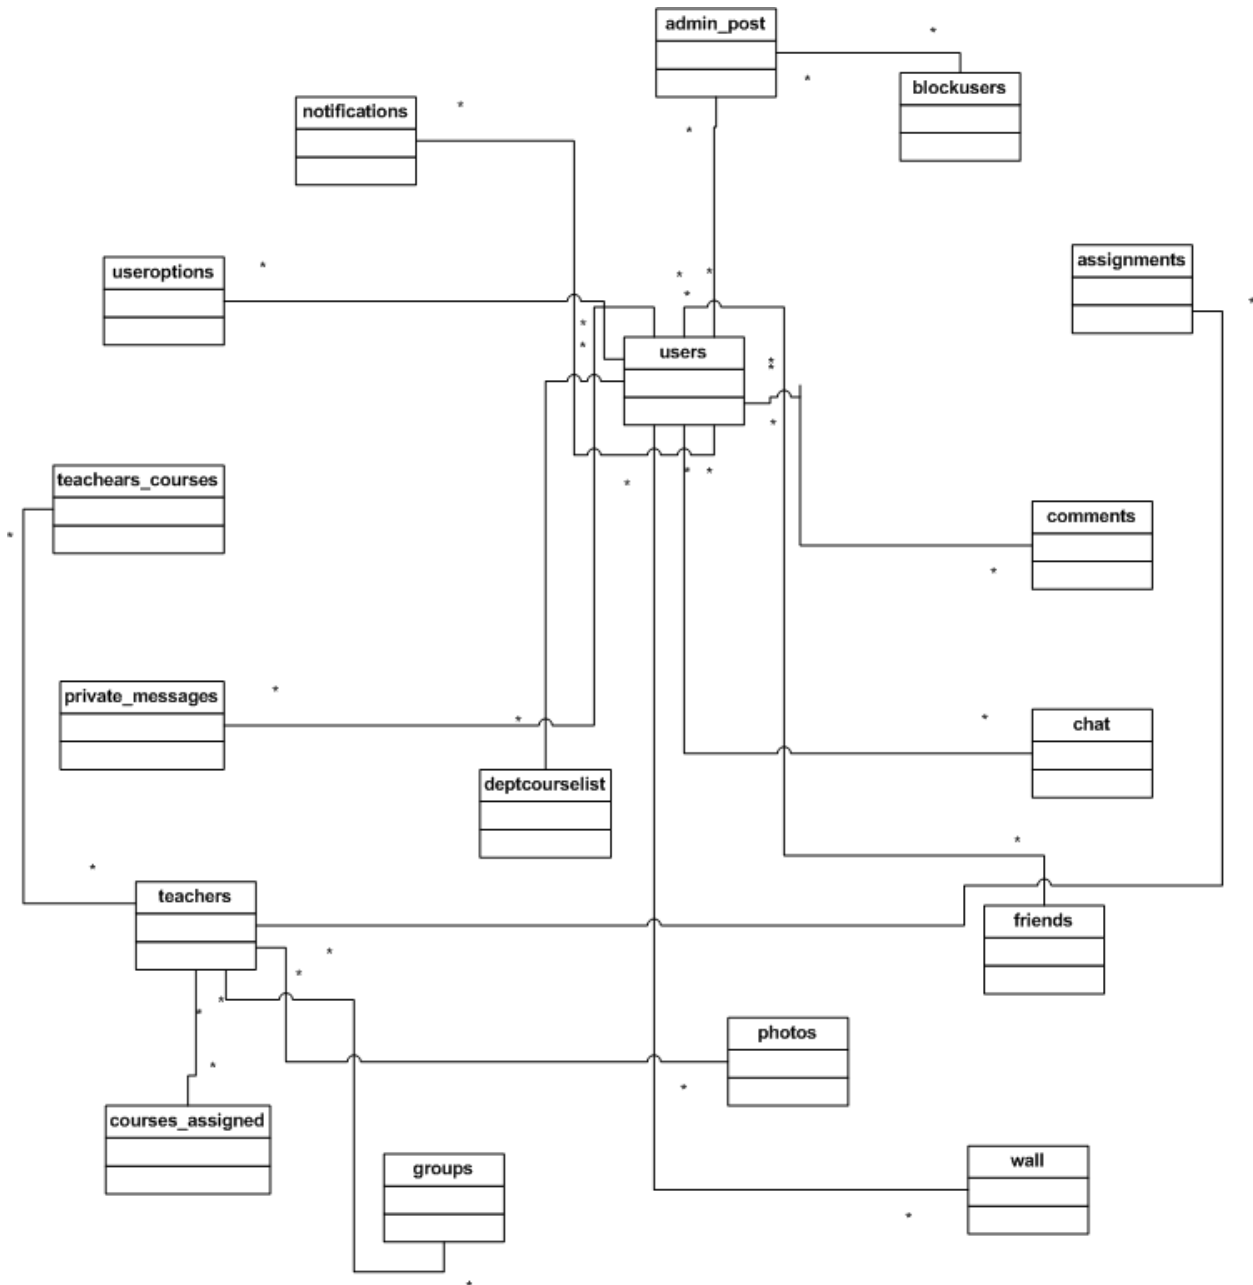 admin_post
blockusers
notifications
assignments
useroptions
users
teachears_courses
comments
private_messages
chat
deptcourselist
teachers
friends
photos
courses_assigned
groups
wall